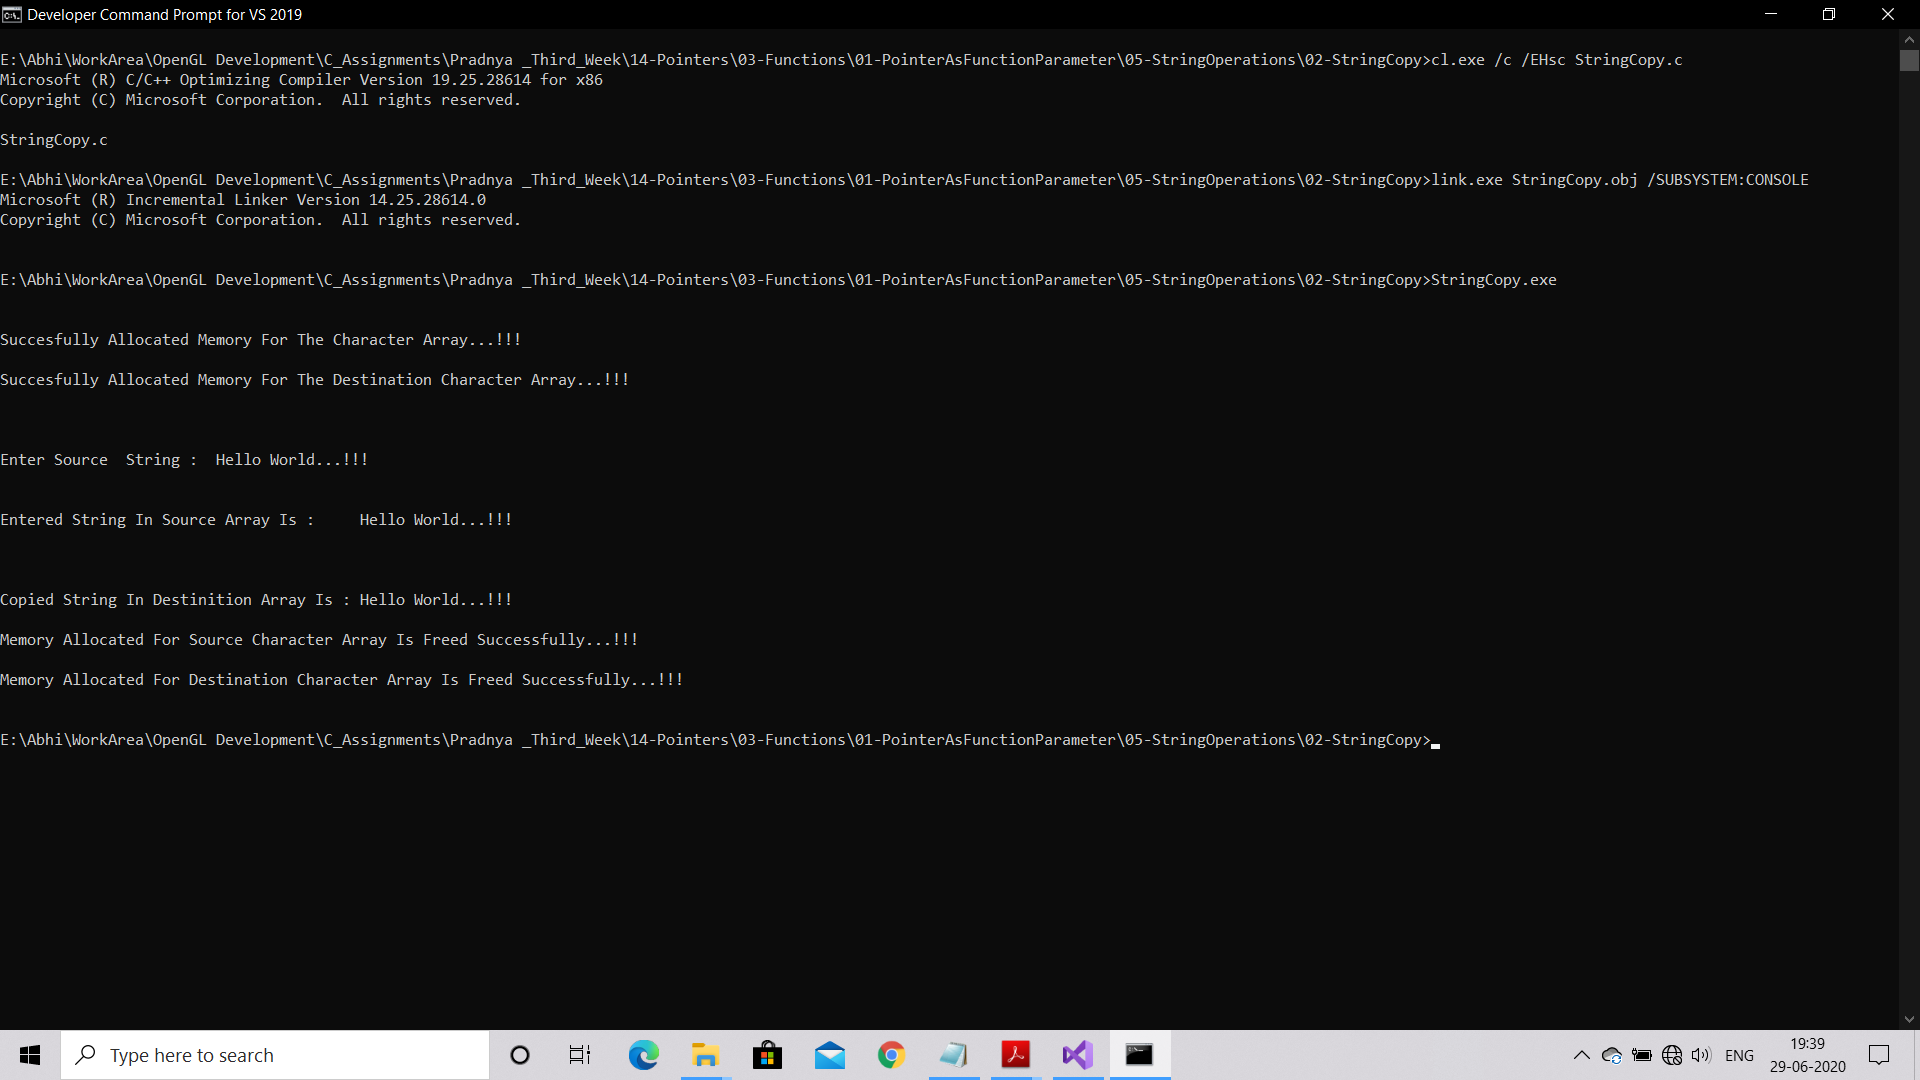 Developer Command Prompt for VS 2019
E:\Abhi\WorkArea\OpenGL Development\C_Assignments\Pradnya _Third_Week\14-Pointers\03-Functions\01-PointerAsFunctionParameter\05-StringOperations\02-StringCopy>cl.exe /c /EHsc StringCopy.c
Microsoft (R) C/C++ Optimizing Compiler Version 19.25.28614 for x86
Copyright (C) Microsoft Corporation.  All rights reserved.
StringCopy.c
E:\Abhi\WorkArea\OpenGL Development\C_Assignments\Pradnya _Third_Week\14-Pointers\03-Functions\01-PointerAsFunctionParameter\05-StringOperations\02-StringCopy>link.exe StringCopy.obj /SUBSYSTEM:CONSOLE
Microsoft (R) Incremental Linker Version 14.25.28614.0
Copyright (C) Microsoft Corporation.  All rights reserved.
E:\Abhi\WorkArea\OpenGL Development\C_Assignments\Pradnya _Third_Week\14-Pointers\03-Functions\01-PointerAsFunctionParameter\05-StringOperations\02-StringCopy>StringCopy.exe
Succesfully Allocated Memory For The Character Array...!!!
Succesfully Allocated Memory For The Destination Character Array...!!!
Enter Source  String :  Hello World...!!!
Entered String In Source Array Is :     Hello World...!!!
Copied String In Destinition Array Is : Hello World...!!!
Memory Allocated For Source Character Array Is Freed Successfully...!!!
Memory Allocated For Destination Character Array Is Freed Successfully...!!!
E:\Abhi\WorkArea\OpenGL Development\C_Assignments\Pradnya _Third_Week\14-Pointers\03-Functions\01-PointerAsFunctionParameter\05-StringOperations\02-StringCopy>
Type here to search
ENG
19:39
29-06-2020